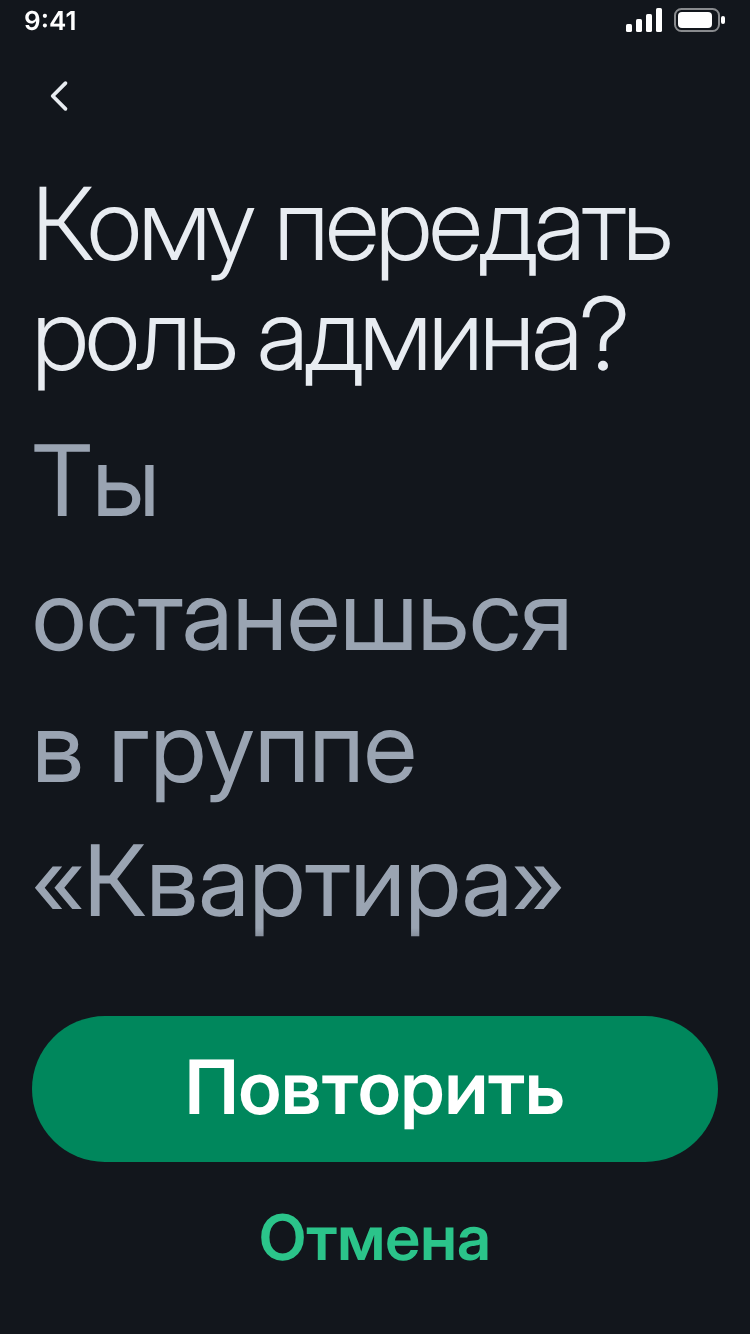 9:41
Кому передать
роль админа?
Ты
останешься
в группе
«Квартира»
Повторить
Отмена